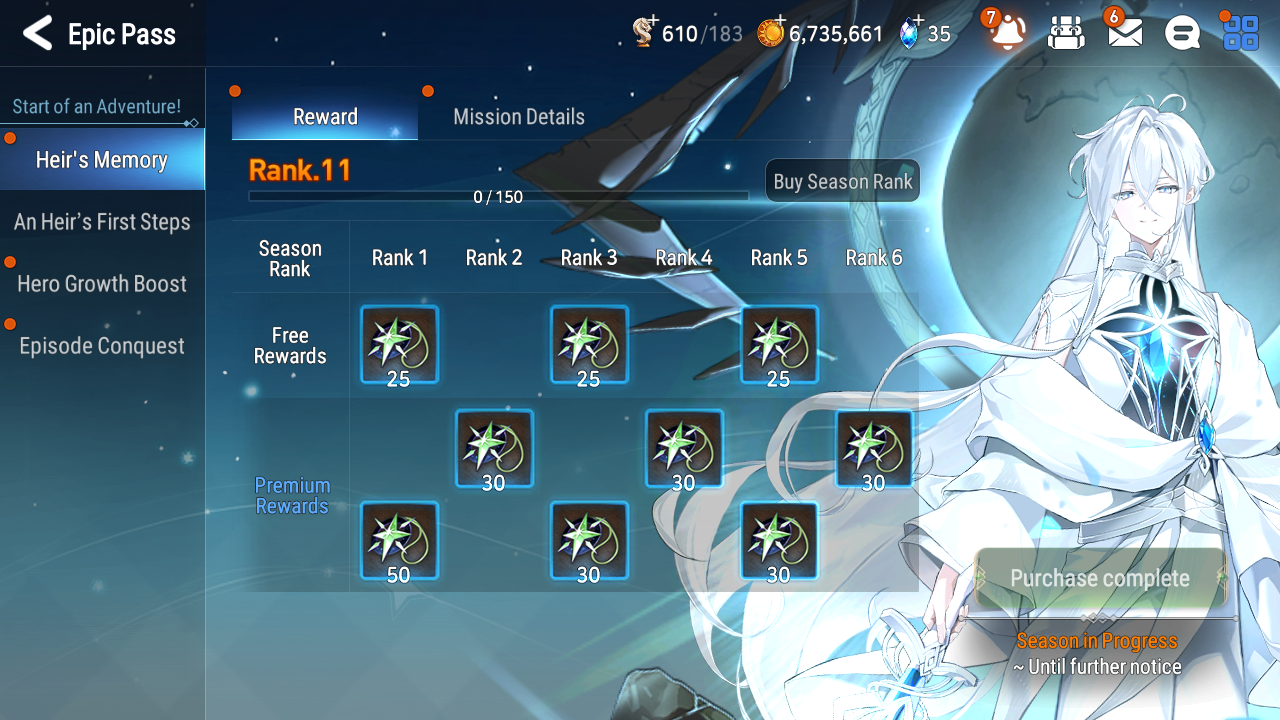 Epic Pass
610/183
6,735,661
35
7
6
Start of an Adventure!
Heir's Memory
An Heir's First Steps
Hero Growth Boost
Episode Conquest
Reward
Mission Details
Rank.11
0/150
Buy Season Rank
Season
Rank
Rank 1
Rank 2
Rank 3
Rank 4
Rank 5
Rank 6
Free
Rewards
25
25
25
Premium
Rewards
30
30
30
50
30
30
Purchase complete
Season in Progress
~ Until further notice